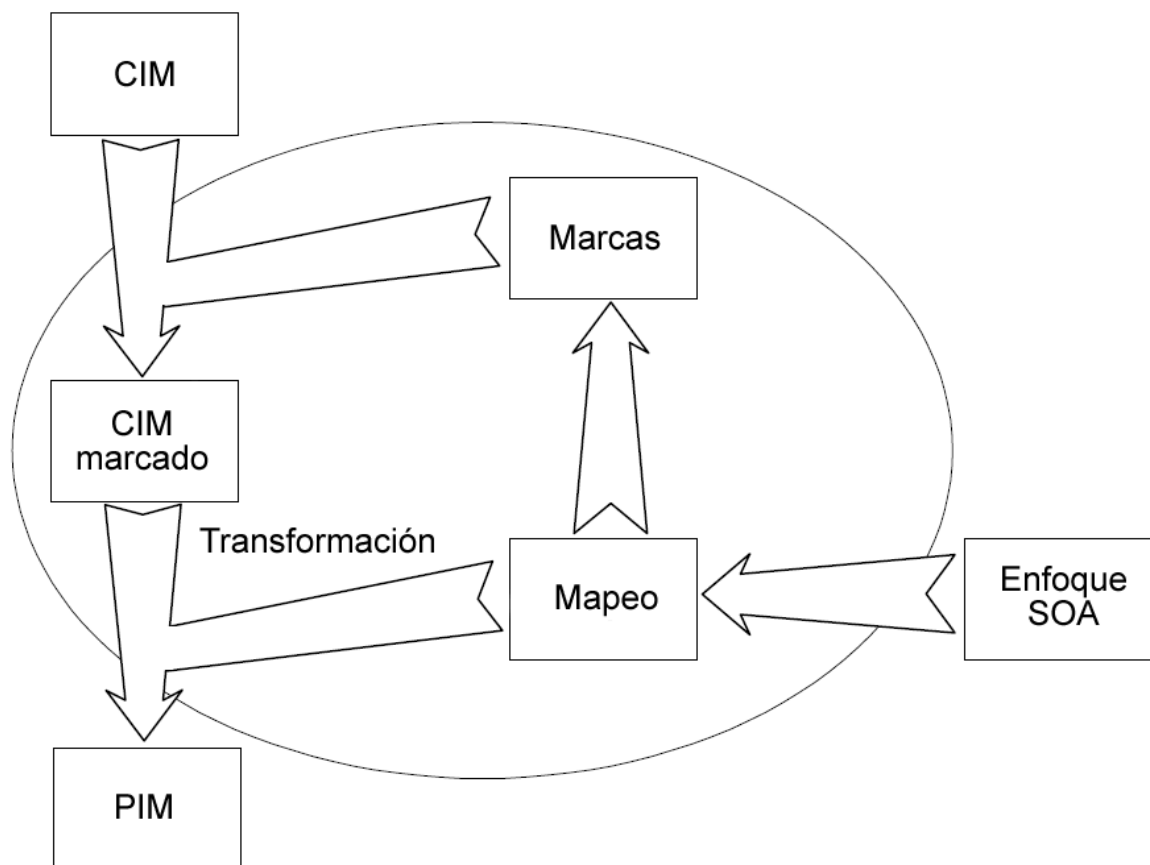 CIM
Marcas
CIM
marcado
Transformación
Mapeo
Enfoque
SOA
PIM